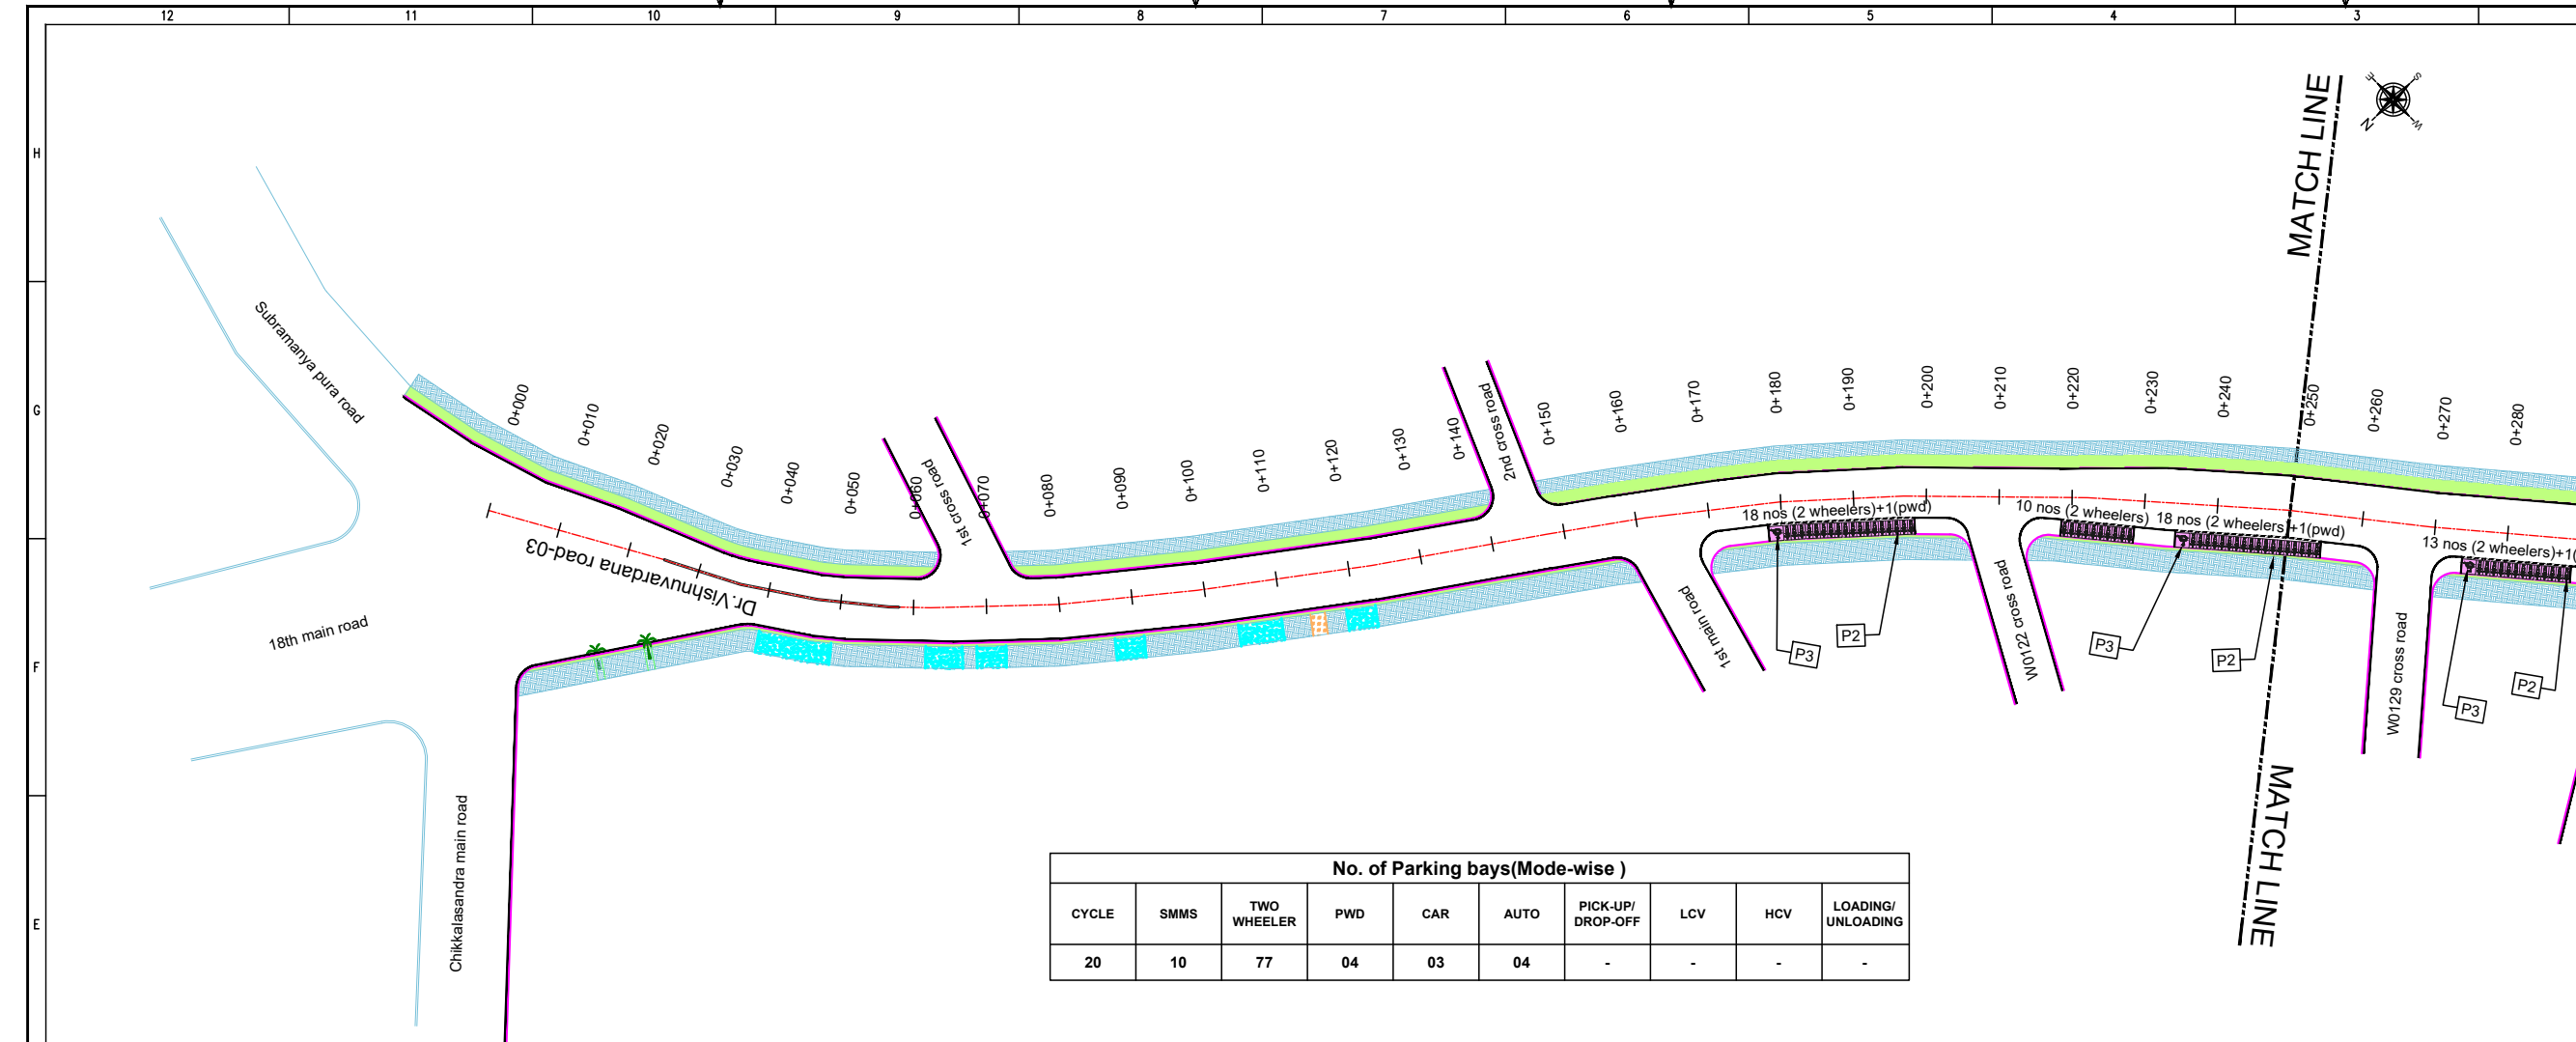 12 11 10 9 8 7 6 5 4 3
H
G
F
E
MATCH LINE
E S
N W
Subramanya pura road
18th main road
Chikkalasandra main road
Dr.Vishnuvardana road-03
0+000
0+010
0+020
0+030
0+040
0+050
0+060
1st cross road
0+070
0+080
0+090
0+100
0+110
0+120
0+130
0+140
2nd cross road
0+150
0+160
0+170
0+180
0+190
0+200
0+210
0+220
0+230
0+240
0+250
0+260
0+270
0+280
18 nos (2 wheelers)+1(pwd)
10 nos (2 wheelers)
18 nos (2 wheelers)+1(pwd)
13 nos (2 wheelers)+1(
1st main road
P3
P2
W0122 cross road
P3
P2
W0129 cross road
P3
P2
MATCH LINE
No. of Parking bays(Mode-wise )
CYCLE SMMS TWO WHEELER PWD CAR AUTO PICK-UP/ DROP-OFF LCV HCV LOADING/ UNLOADING
20 10 77 04 03 04 - - - -